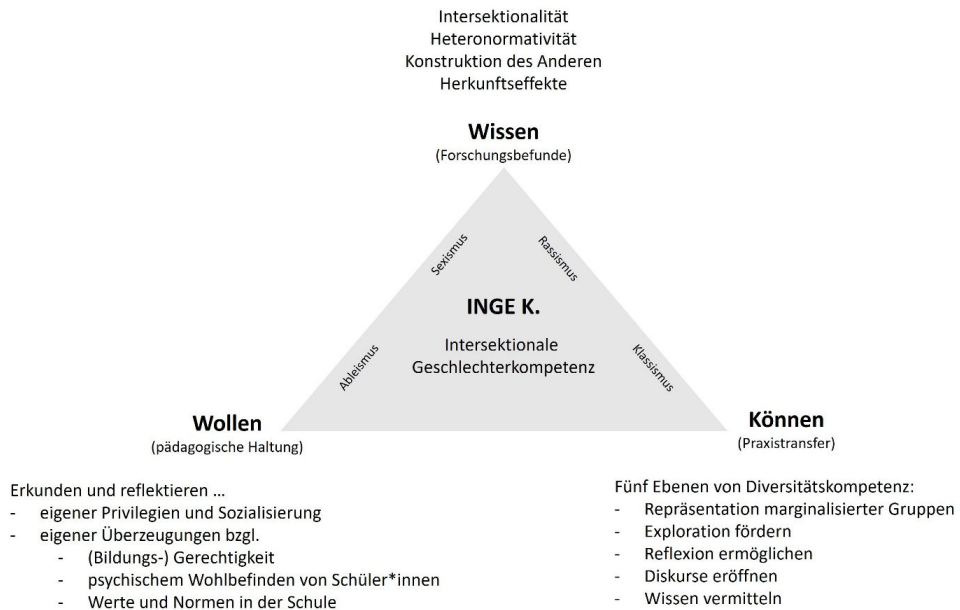 Intersektionalität
Heteronormativität
Konstruktion des Anderen
Herkunftseffekte
Wissen
(Forschungsbefunde)
Sexismus
Rassismus
INGE K.
Intersektionale
Geschlechterkompetenz
Ableismus
Klassismus
Wollen
(pädagogische Haltung)
Können
(Praxistransfer)
Erkunden und reflektieren ...
- eigener Privilegien und Sozialisierung
- eigener Überzeugungen bzgl.
- (Bildungs-) Gerechtigkeit
- psychischem Wohlbefinden von Schüler*innen
- Werte und Normen in der Schule
Fünf Ebenen von Diversitätskompetenz:
- Repräsentation marginalisierter Gruppen
- Exploration fördern
- Reflexion ermöglichen
- Diskurse eröffnen
- Wissen vermitteln